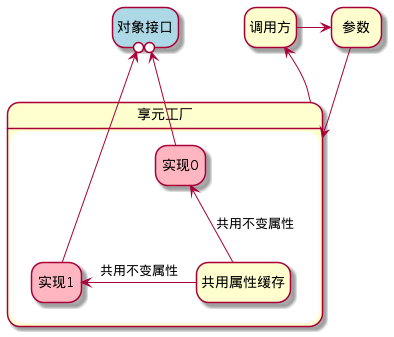 对象接口
调用方
参数
享元工厂
实现0
共用不变属性
实现1
共用不变属性
共用属性缓存